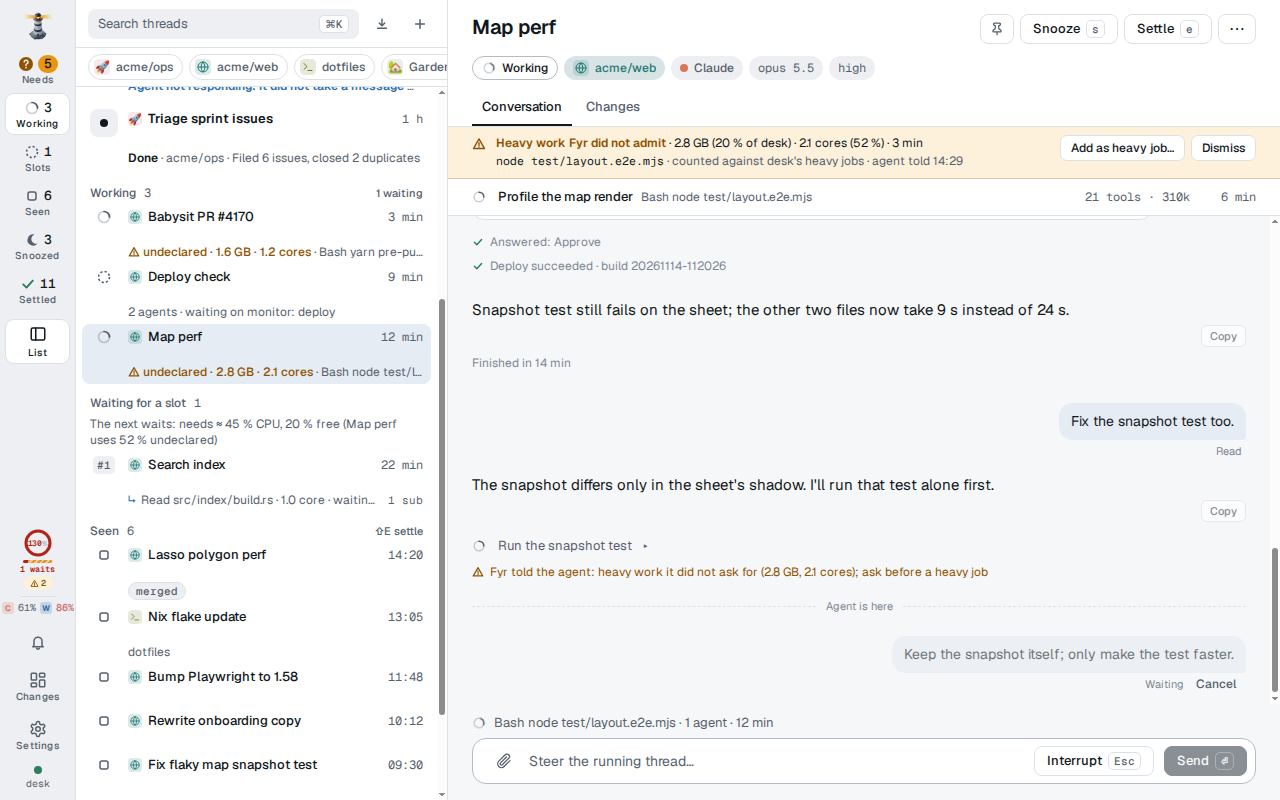 ? 5
Needs
3
Working
1
Slots
6
Seen
3
Snoozed
11
Settled
List
130%
1 waits
2
C 61% W 86%
Changes
Settings
desk
Search threads ⌘K
acme/ops acme/web dotfiles Garden
Agent not responding. It did not take a message …
Triage sprint issues 1 h
Done · acme/ops · Filed 6 issues, closed 2 duplicates
Working 3 1 waiting
Babysit PR #4170 3 min
undeclared · 1.6 GB · 1.2 cores · Bash yarn pre-pu…
Deploy check 9 min
2 agents · waiting on monitor: deploy
Map perf 12 min
undeclared · 2.8 GB · 2.1 cores · Bash node test/l…
Waiting for a slot 1
The next waits: needs ≈ 45 % CPU, 20 % free (Map perf
uses 52 % undeclared)
#1 Search index 22 min
↳ Read src/index/build.rs · 1.0 core · waitin… 1 sub
Seen 6 ⇧E settle
Lasso polygon perf 14:20
merged
Nix flake update 13:05
dotfiles
Bump Playwright to 1.58 11:48
Rewrite onboarding copy 10:12
Fix flaky map snapshot test 09:30
Map perf
Snooze s Settle e ⋯
Working acme/web Claude opus 5.5 high
Conversation Changes
Heavy work Fyr did not admit · 2.8 GB (20 % of desk) · 2.1 cores (52 %) · 3 min
node test/layout.e2e.mjs · counted against desk's heavy jobs · agent told 14:29
Add as heavy job… Dismiss
Profile the map render Bash node test/layout.e2e.mjs 21 tools · 310k 6 min
Answered: Approve
Deploy succeeded · build 20261114-112026
Snapshot test still fails on the sheet; the other two files now take 9 s instead of 24 s.
Copy
Finished in 14 min
Fix the snapshot test too.
Read
The snapshot differs only in the sheet's shadow. I'll run that test alone first.
Copy
Run the snapshot test ▸
Fyr told the agent: heavy work it did not ask for (2.8 GB, 2.1 cores); ask before a heavy job
Agent is here
Keep the snapshot itself; only make the test faster.
Waiting Cancel
Bash node test/layout.e2e.mjs · 1 agent · 12 min
Steer the running thread…
Interrupt Esc Send ⏎